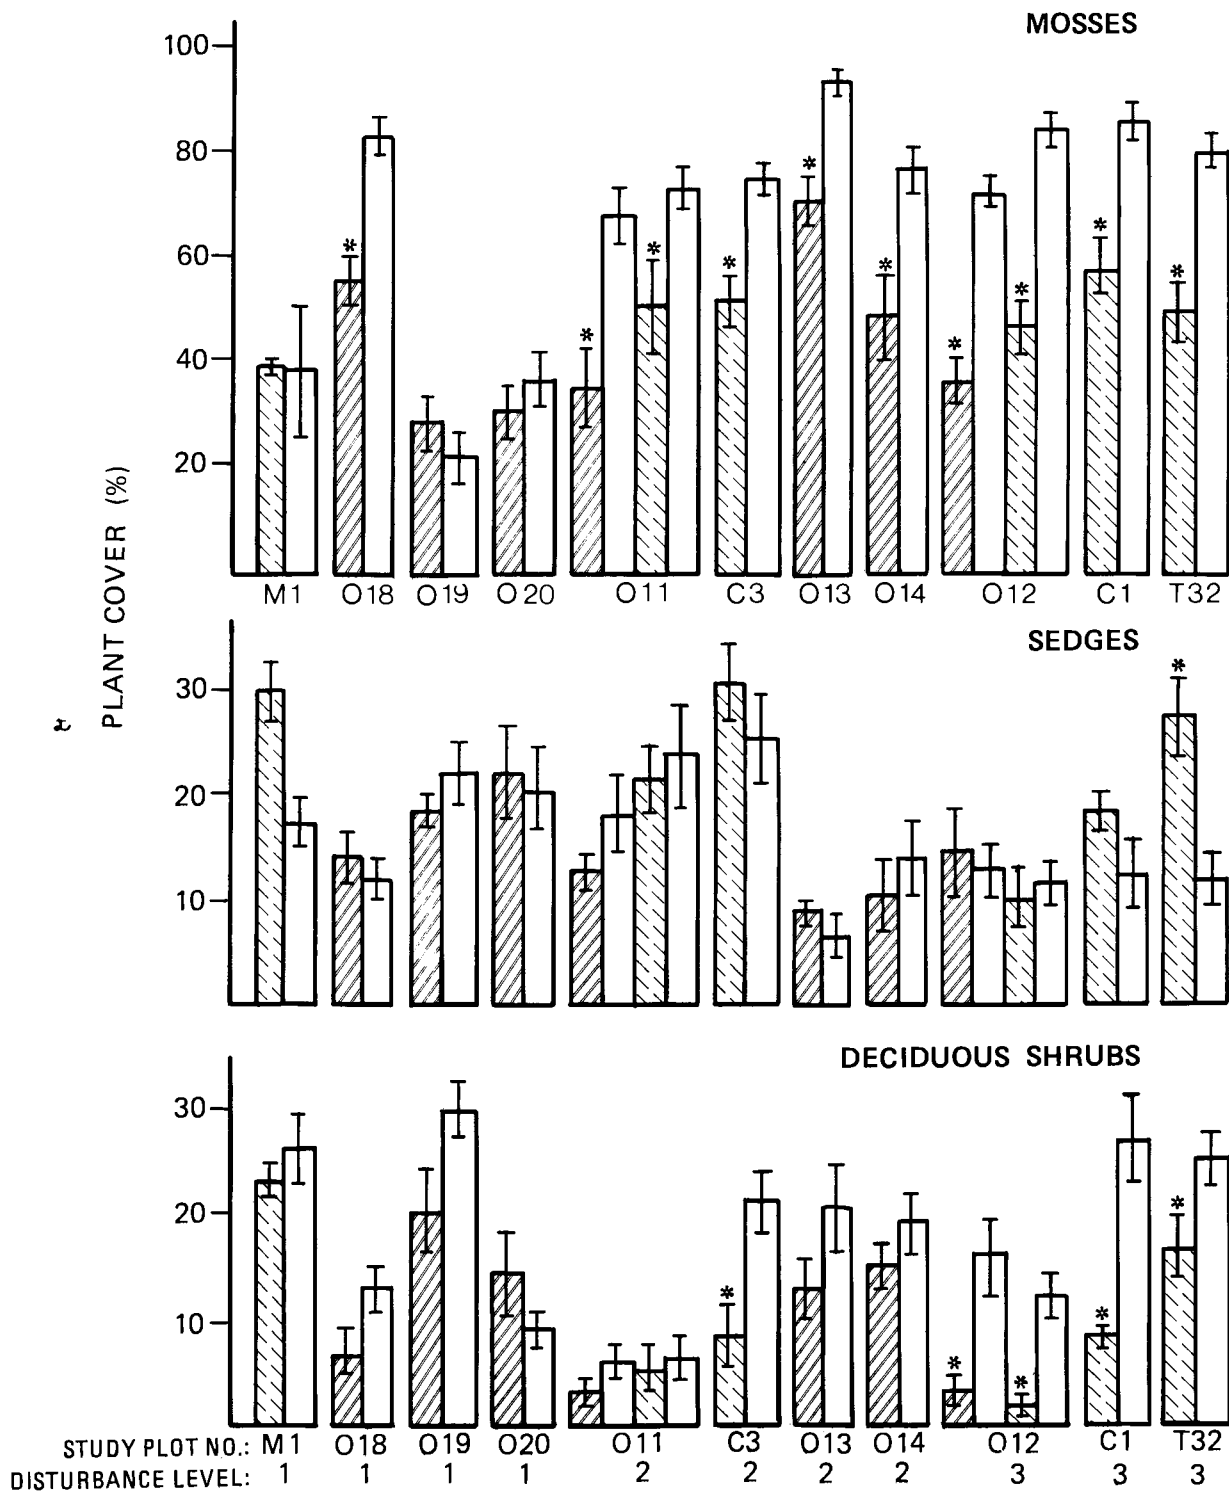 MOSSES
100
80
60
40
20
* * * * * * * * * * *
M1 O18 O19 O20 O11 C3 O13 O14 O12 C1 T32
SEDGES
PLANT COVER (%)
30
20
10
*
DECIDUOUS SHRUBS
30
20
10
* * * * *
STUDY PLOT NO.: M1 O18 O19 O20 O11 C3 O13 O14 O12 C1 T32
DISTURBANCE LEVEL: 1 1 1 1 2 2 2 2 3 3 3